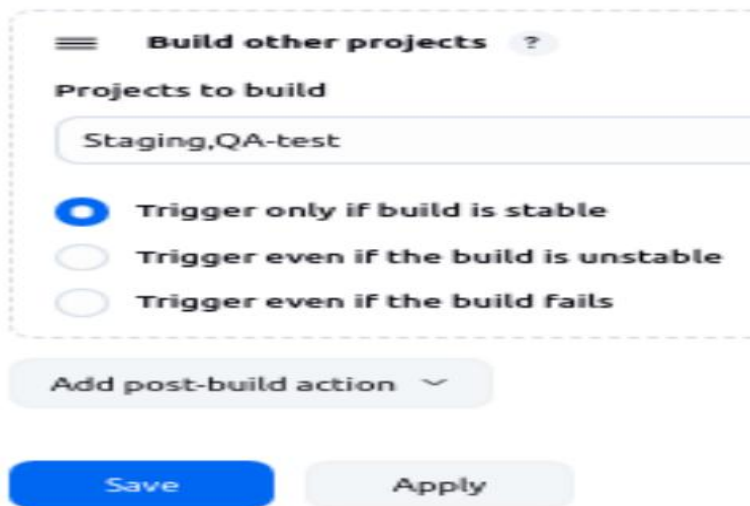 Build other projects ?
Projects to build
Staging,QA-test
Trigger only if build is stable
Trigger even if the build is unstable
Trigger even if the build fails
Add post-build action
Save Apply